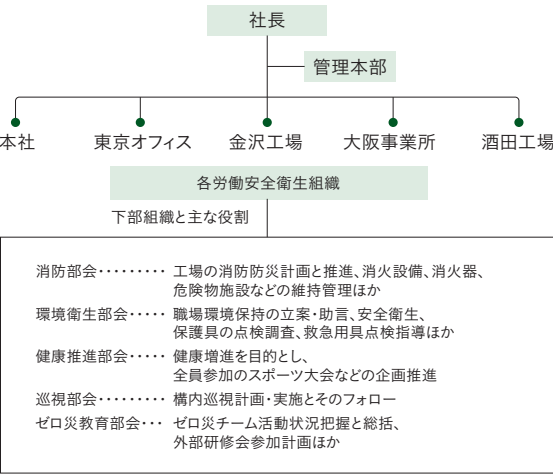 社長
管理本部
本社 東京オフィス 金沢工場 大阪事業所 酒田工場
各労働安全衛生組織
下部組織と主な役割
消防部会‥‥‥‥‥ 工場の消防防災計画と推進、消火設備、消火器、
危険物施設などの維持管理ほか
環境衛生部会‥‥‥ 職場環境保持の立案・助言、安全衛生、
保護具の点検調査、救急用具点検指導ほか
健康推進部会‥‥‥ 健康増進を目的とし、
全員参加のスポーツ大会などの企画推進
巡視部会‥‥‥‥‥ 構内巡視計画・実施とそのフォロー
ゼロ災教育部会‥‥ ゼロ災チーム活動状況把握と総括、
外部研修会参加計画ほか